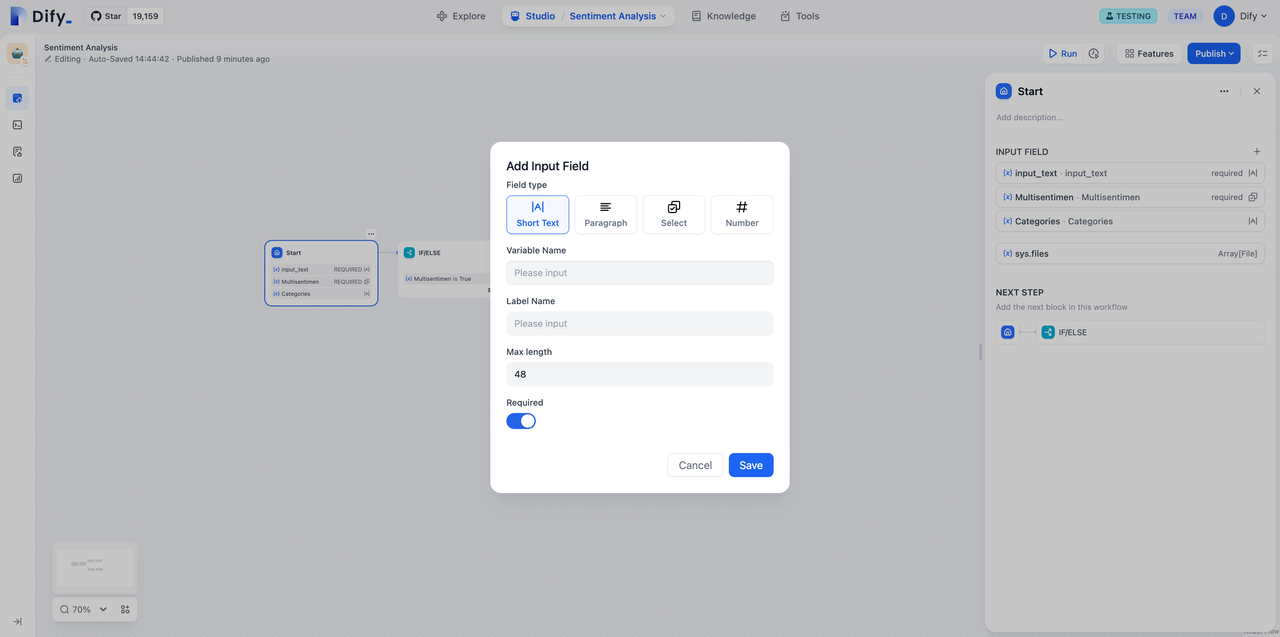 Dify_
Star 19,159
Explore
Studio / Sentiment Analysis
Knowledge
Tools
TESTING
TEAM
D Dify
Sentiment Analysis
Editing · Auto-Saved 14:44:42 · Published 9 minutes ago
Run
Features
Publish
Start
Add description...
INPUT FIELD
{x} input_text · input_text required
{x} Multisentimen · Multisentimen required
{x} Categories · Categories
{x} sys.files Array[File]
NEXT STEP
Add the next block in this workflow
IF/ELSE
Start
{x} input_text REQUIRED
{x} Multisentimen REQUIRED
{x} Categories
IF/ELSE
{x} Multisentimen is True
Add Input Field
Field type
Short Text
Paragraph
Select
Number
Variable Name
Please input
Label Name
Please input
Max length
48
Required
Cancel
Save
70%